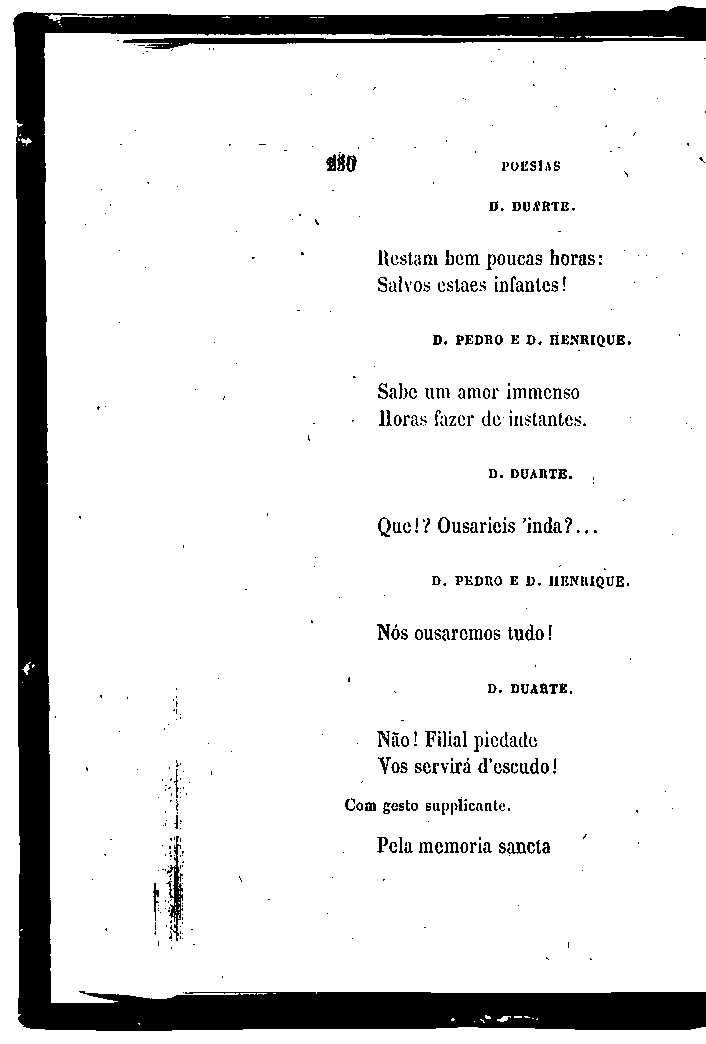 POESIAS
D. DUARTE.
Restam bem poucas horas:
Salvos estaes infantes!
D. PEDRO E D. HENRIQUE.
Sabe um amor immenso
Horas fazer de instantes.
D. DUARTE.
Que!? Ousarieis 'inda?...
D. PEDRO E D. HENRIQUE.
Nós ousaremos tudo!
D. DUARTE.
Não! Filial piedade
Vos servirá d'escudo!
Com gesto supplicante.
Pela memoria sancta